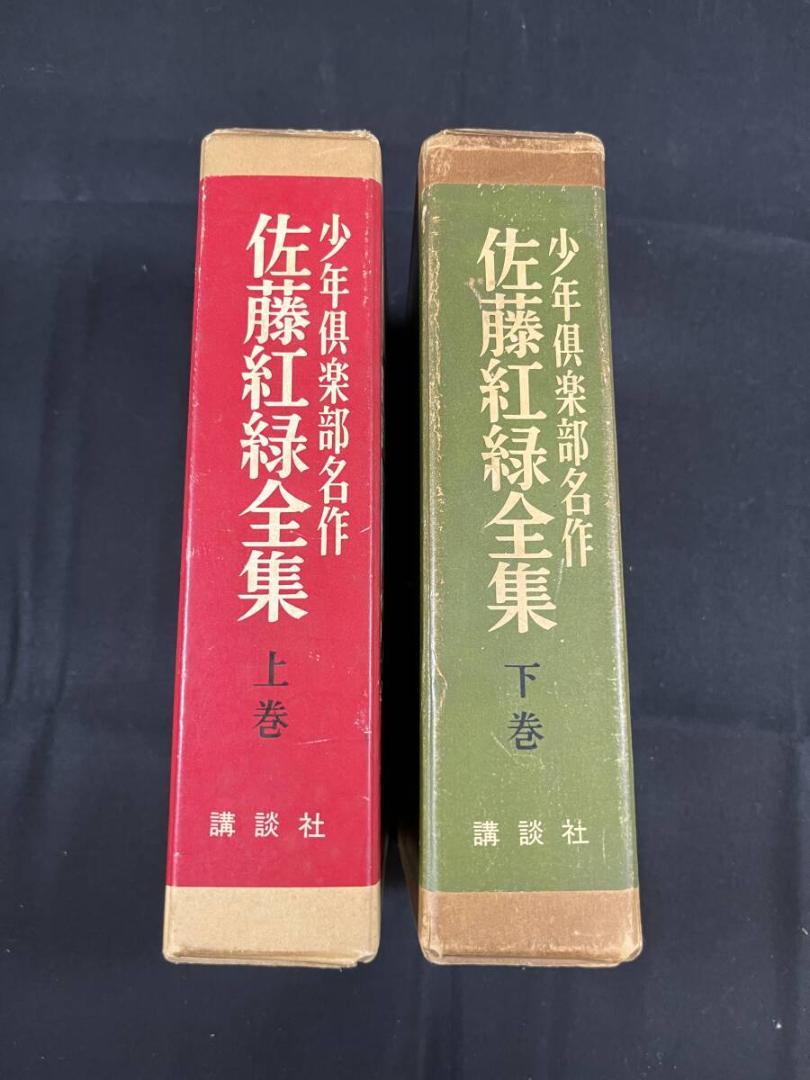 少年倶楽部名作
佐藤紅緑全集
上巻
講談社
少年倶楽部名作
佐藤紅緑全集
下巻
講談社